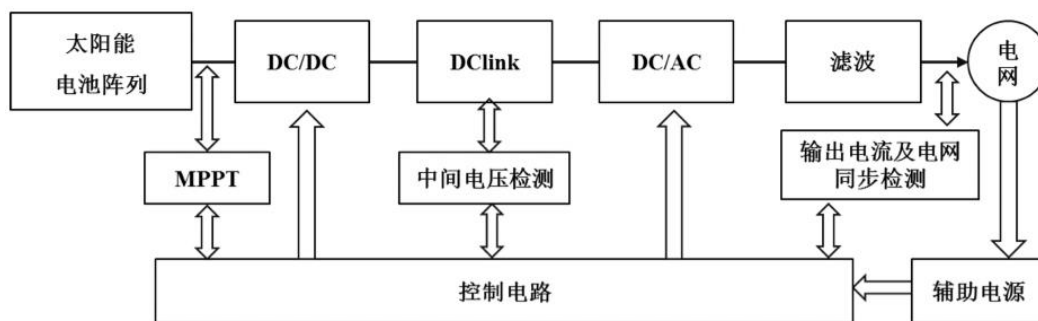 太阳能
电池阵列
DC/DC
DClink
DC/AC
滤波
电
网
MPPT
中间电压检测
输出电流及电网
同步检测
控制电路
辅助电源